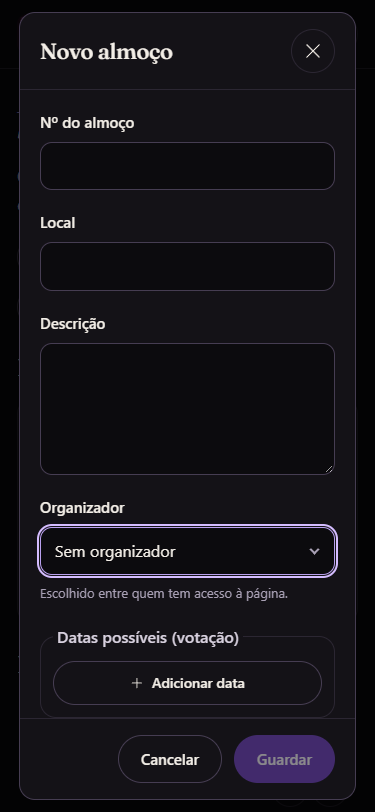 Novo almoço
Nº do almoço
Local
Descrição
Organizador
Sem organizador
Escolhido entre quem tem acesso à página.
Datas possíveis (votação)
+ Adicionar data
Cancelar
Guardar